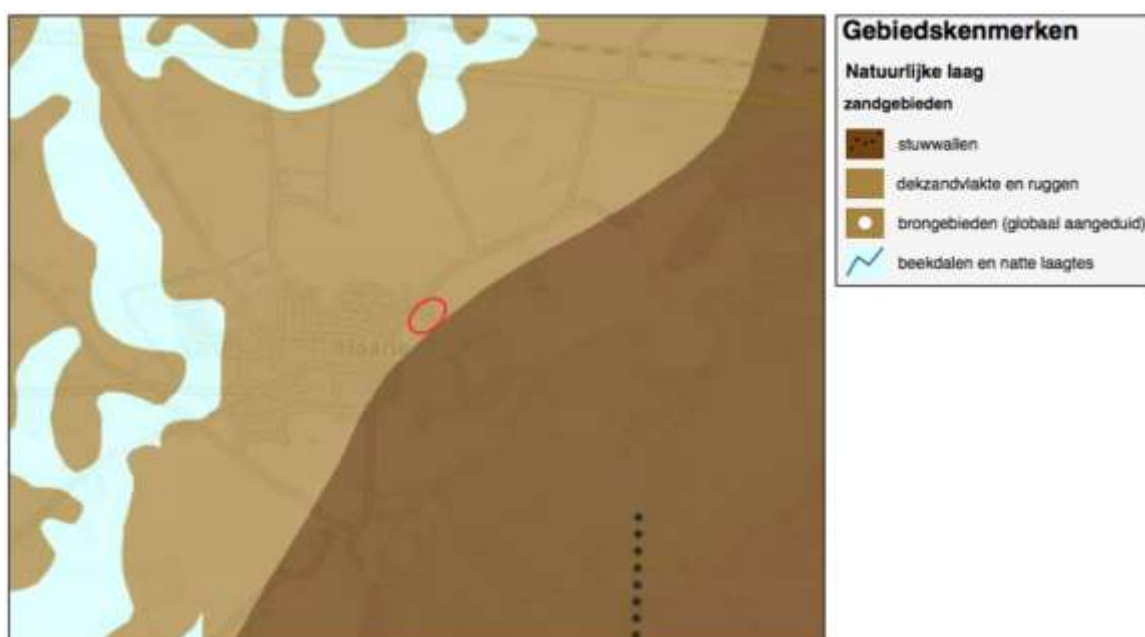 Gebiedskenmerken
Natuurlijke laag
zandgebieden
stuwwallen
dekzandvlakte en ruggen
brongebieden (globaal aangeduid)
beekdalen en natte laagtes